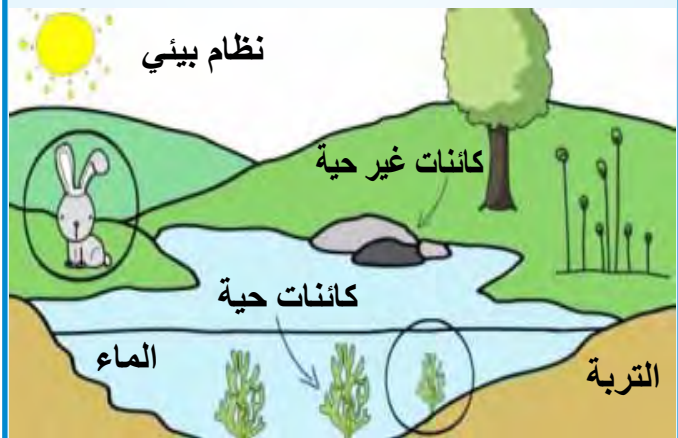 نظام بيئي
كائنات غير حية
كائنات حية
الماء
التربة